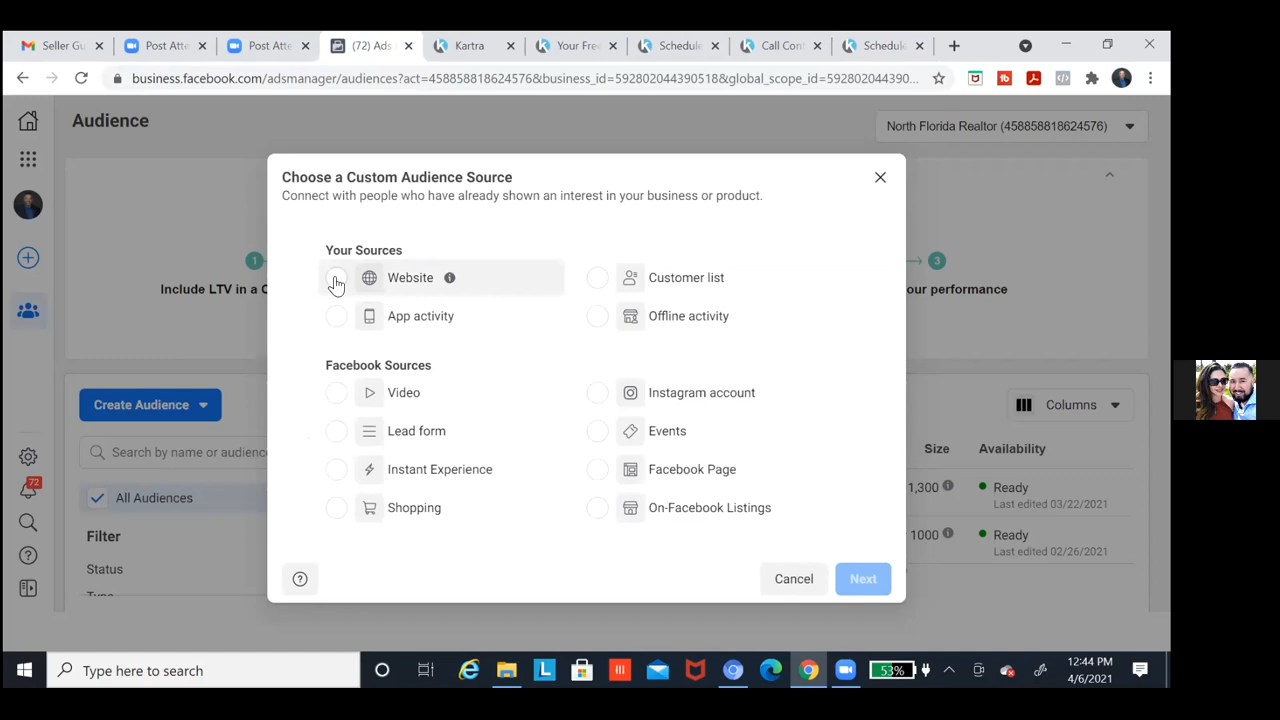 Seller Gu
Post Atte
Post Atte
(72) Ads
Kartra
Your Free
Schedule
Call Con
Schedule
business.facebook.com/adsmanager/audiences?act=458858818624576&business_id=592802044390518&global_scope_id=592802044390...
Audience
North Florida Realtor (458858818624576)
Choose a Custom Audience Source
Connect with people who have already shown an interest in your business or product.
Your Sources
Website
Customer list
App activity
Offline activity
1
Include LTV in a C
3
our performance
Facebook Sources
Video
Instagram account
Lead form
Events
Instant Experience
Facebook Page
Shopping
On-Facebook Listings
Cancel
Next
Create Audience
Columns
Search by name or audience
Size
Availability
All Audiences
1,300
Ready
Last edited 03/22/2021
1000
Ready
Last edited 02/26/2021
Filter
Status
Type
72
Type here to search
53%
12:44 PM
4/6/2021